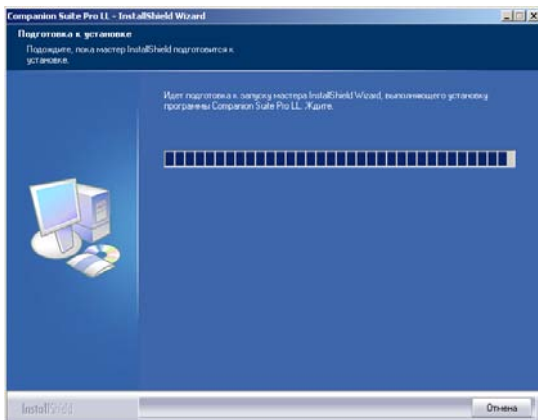 Companion Suite Pro LL - InstallShield Wizard
Подготовка к установке
Подождите, пока мастер InstallShield подготовится к
установке.
Идет подготовка к запуску мастера InstallShield Wizard, выполняющего установку
программы Companion Suite Pro LL. Ждите.
InstallShield
Отмена